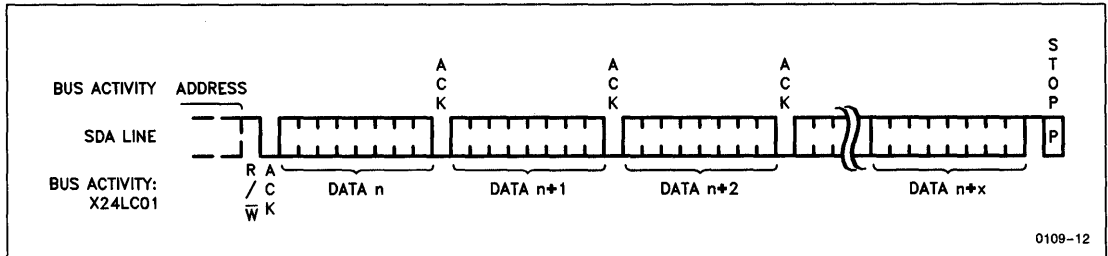 BUS ACTIVITY ADDRESS
A C K
A C K
A C K
S T O P
SDA LINE
P
BUS ACTIVITY:
X24LC01
R / W̅
A C K
DATA n
DATA n+1
DATA n+2
DATA n+x
0109–12